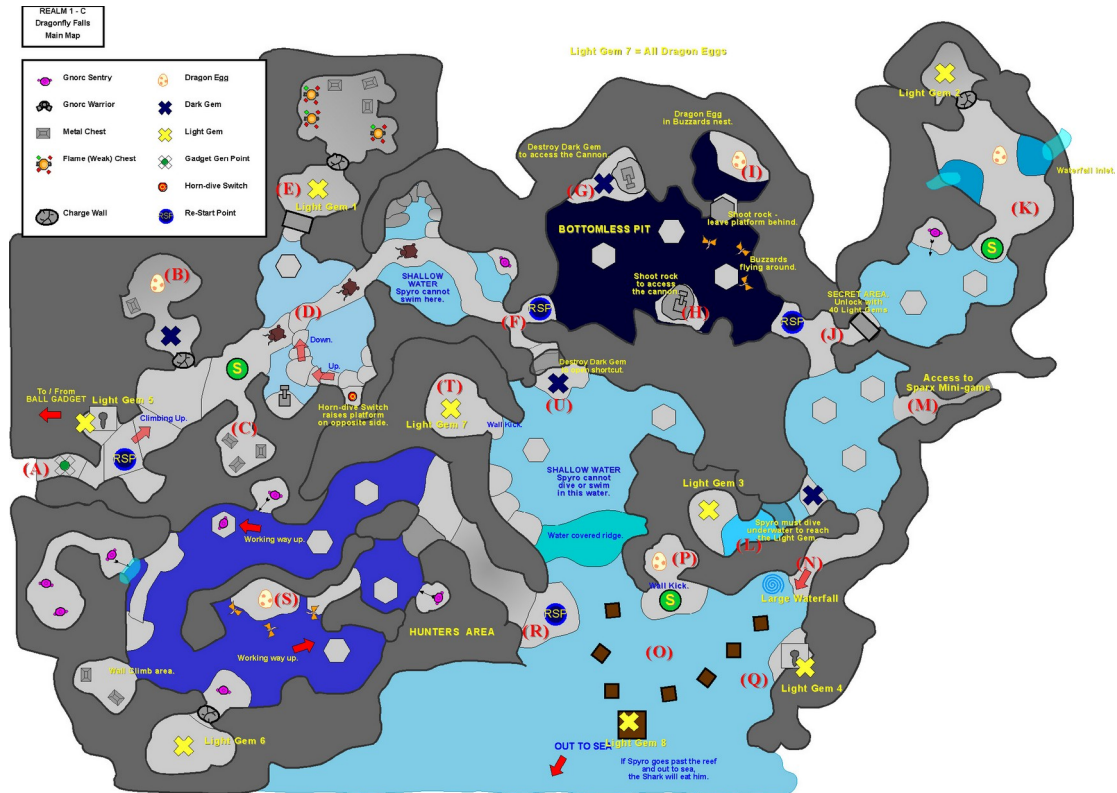 REALM 1 - C
Dragonfly Falls
Main Map
Gnorc Sentry
Dragon Egg
Gnorc Warrior
Dark Gem
Metal Chest
Light Gem
Flame (Weak) Chest
Gadget Gen Point
Horn-dive Switch
Charge Wall
RSP
Re-Start Point
Light Gem 7 = All Dragon Eggs
Light Gem 2
Dragon Egg
in Buzzards nest.
Destroy Dark Gem
to access the Cannon.
(I)
Waterfall Inlet.
(E)
Light Gem 1
(G)
(K)
Shoot rock -
leave platform behind.
BOTTOMLESS PIT
Buzzards
flying around.
S
(B)
SHALLOW
WATER
Spyro cannot
swim here.
Shoot rock
to access
the cannon.
SECRET AREA
Unlock with
40 Light Gems
(D)
(F)
RSP
(H)
RSP
(J)
Down.
Up.
S
Destroy Dark Gem
to open shortcut.
To / From
BALL GADGET
Light Gem 5
Climbing Up.
(C)
Horn-dive Switch
raises platform
on opposite side.
(T)
Light Gem 7
Wall Kick.
(U)
Access to
Sparx Mini-game
(M)
(A)
RSP
SHALLOW WATER
Spyro cannot
dive or swim
in this water.
Light Gem 3
Spyro must dive
underwater to reach
the Light Gem.
(L)
Working way up.
Water covered ridge.
(P)
(N)
Wall Kick.
S
Large Waterfall
(S)
RSP
(R)
HUNTERS AREA
Working way up.
(O)
Wall Climb area.
(Q)
Light Gem 4
Light Gem 6
Light Gem 8
OUT TO SEA
If Spyro goes past the reef
and out to sea,
the Shark will eat him.